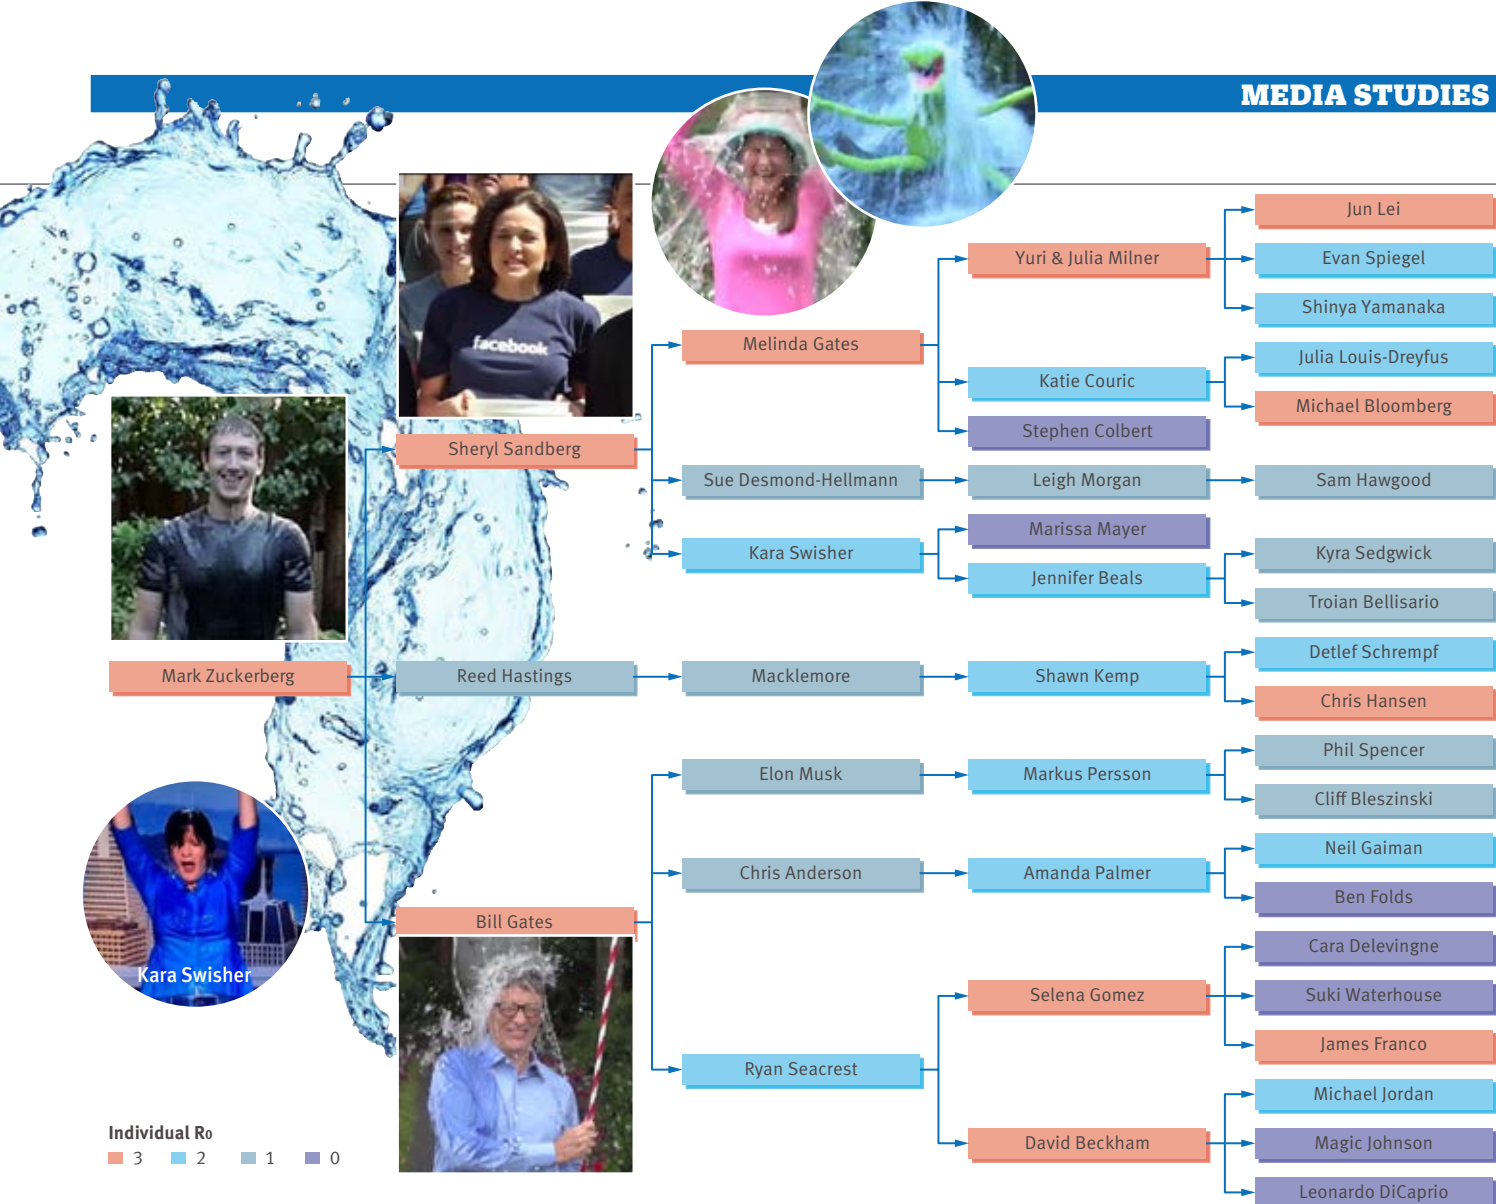 MEDIA STUDIES
facebook
Jun Lei
Yuri & Julia Milner
Evan Spiegel
Shinya Yamanaka
Melinda Gates
Julia Louis-Dreyfus
Katie Couric
Michael Bloomberg
Stephen Colbert
Sheryl Sandberg
Sue Desmond-Hellmann
Leigh Morgan
Sam Hawgood
Marissa Mayer
Kara Swisher
Kyra Sedgwick
Jennifer Beals
Troian Bellisario
Detlef Schrempf
Mark Zuckerberg
Reed Hastings
Macklemore
Shawn Kemp
Chris Hansen
Phil Spencer
Elon Musk
Markus Persson
Cliff Bleszinski
Neil Gaiman
Chris Anderson
Amanda Palmer
Ben Folds
Bill Gates
Cara Delevingne
Kara Swisher
Selena Gomez
Suki Waterhouse
James Franco
Ryan Seacrest
Michael Jordan
David Beckham
Magic Johnson
Leonardo DiCaprio
Individual R0
3 2 1 0